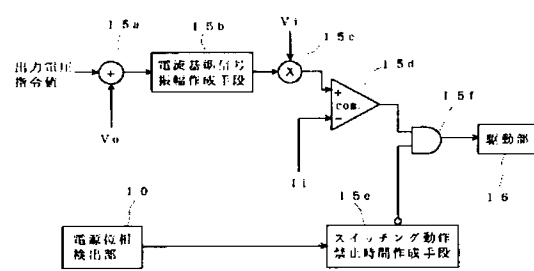 15a
15b
Vi
15c
出力電圧
指令値
+
電流基準信号
振幅作成手段
X
15d
+
com.
−
15f
Vo
Ii
駆動部
16
10
15e
電源位相
検出部
スイッチング動作
禁止時間作成手段